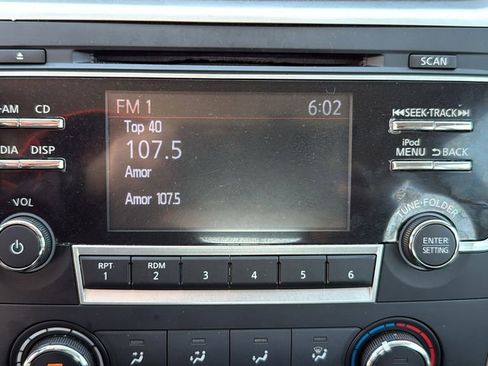 SCAN
AM CD
FM 1 6:02
SEEK·TRACK
Top 40
107.5
DISP
iPod
MENU BACK
Amor
Amor 107.5
VOL
TUNE·FOLDER
ENTER
SETTING
RPT RDM
1 2 3 4 5 6